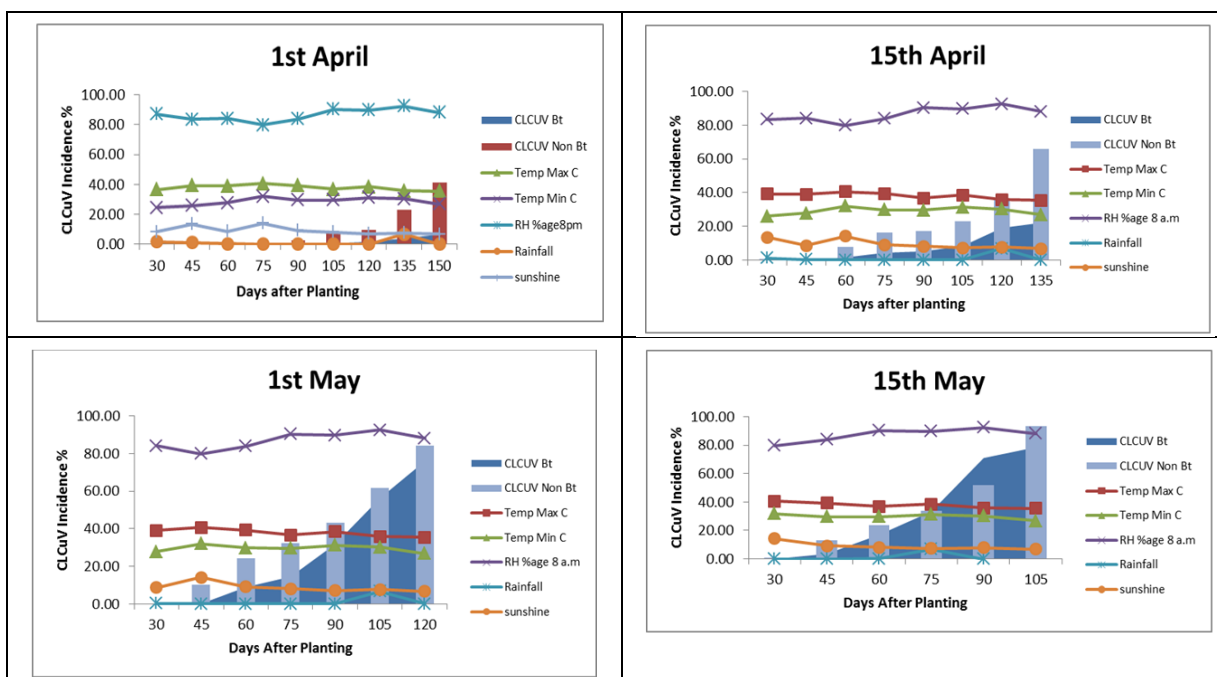 1st April
CLCuV Incidence %
100.00
80.00
60.00
40.00
20.00
0.00
30 45 60 75 90 105 120 135 150
Days after Planting
CLCUV Bt
CLCUV Non Bt
Temp Max C
Temp Min C
RH %age8pm
Rainfall
sunshine
15th April
CLCuV Incidence %
100.00
80.00
60.00
40.00
20.00
0.00
30 45 60 75 90 105 120 135
Days after planting
CLCUV Bt
CLCUV Non Bt
Temp Max C
Temp Min C
RH %age 8 a.m
Rainfall
sunshine
1st May
CLCuV Incidence %
100.00
80.00
60.00
40.00
20.00
0.00
30 45 60 75 90 105 120
Days After Planting
CLCUV Bt
CLCUV Non Bt
Temp Max C
Temp Min C
RH %age 8 a.m
Rainfall
sunshine
15th May
CLCuV Incidence %
100.00
80.00
60.00
40.00
20.00
0.00
30 45 60 75 90 105
Days After Planting
CLCUV Bt
CLCUV Non Bt
Temp Max C
Temp Min C
RH %age 8 a.m
Rainfall
sunshine